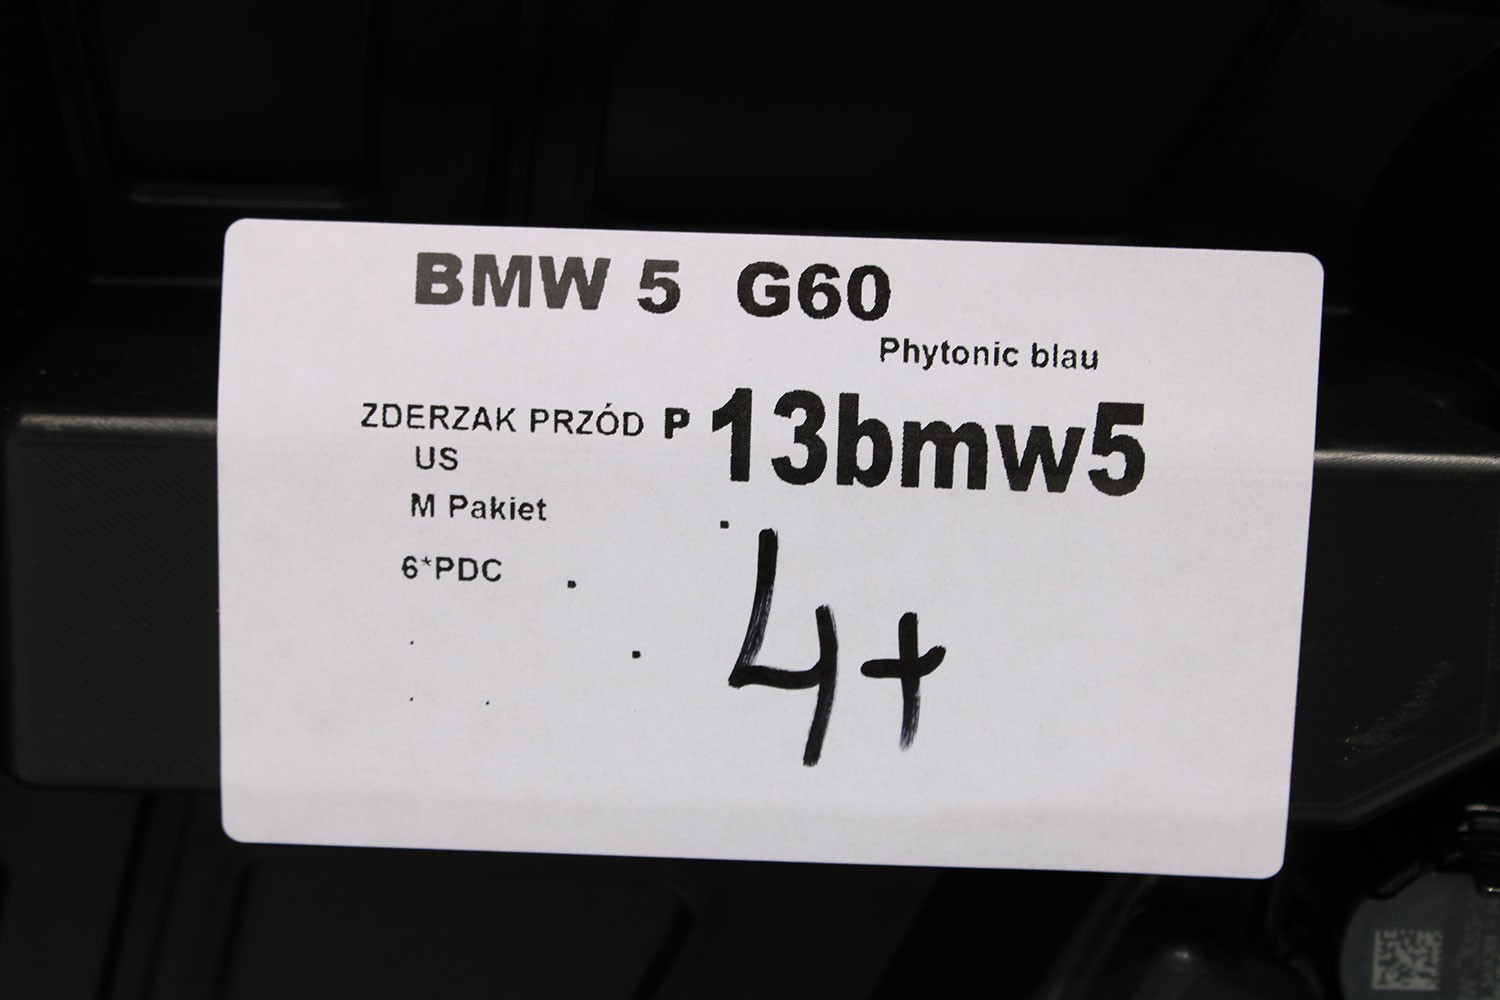 BMW 5 G60
Phytonic blau
ZDERZAK PRZÓD P 13bmw5
US
M Pakiet
6*PDC
4+